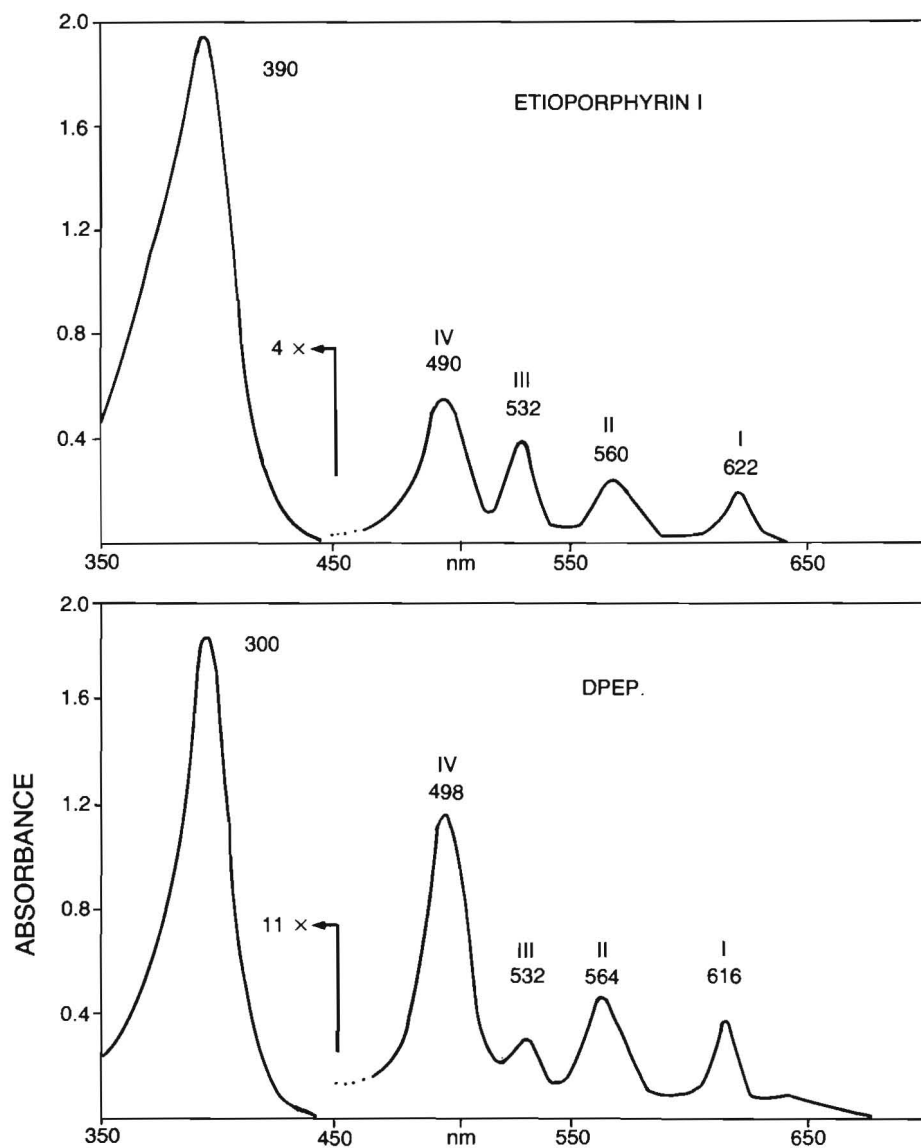 2.0
390
ETIOPORPHYRIN I
1.6
1.2
0.8
4 ×
IV
490
III
532
II
560
I
622
0.4
350 450 nm 550 650
2.0
300
DPEP.
1.6
IV
498
1.2
ABSORBANCE
0.8
11 ×
III
532
II
564
I
616
0.4
350 450 nm 550 650